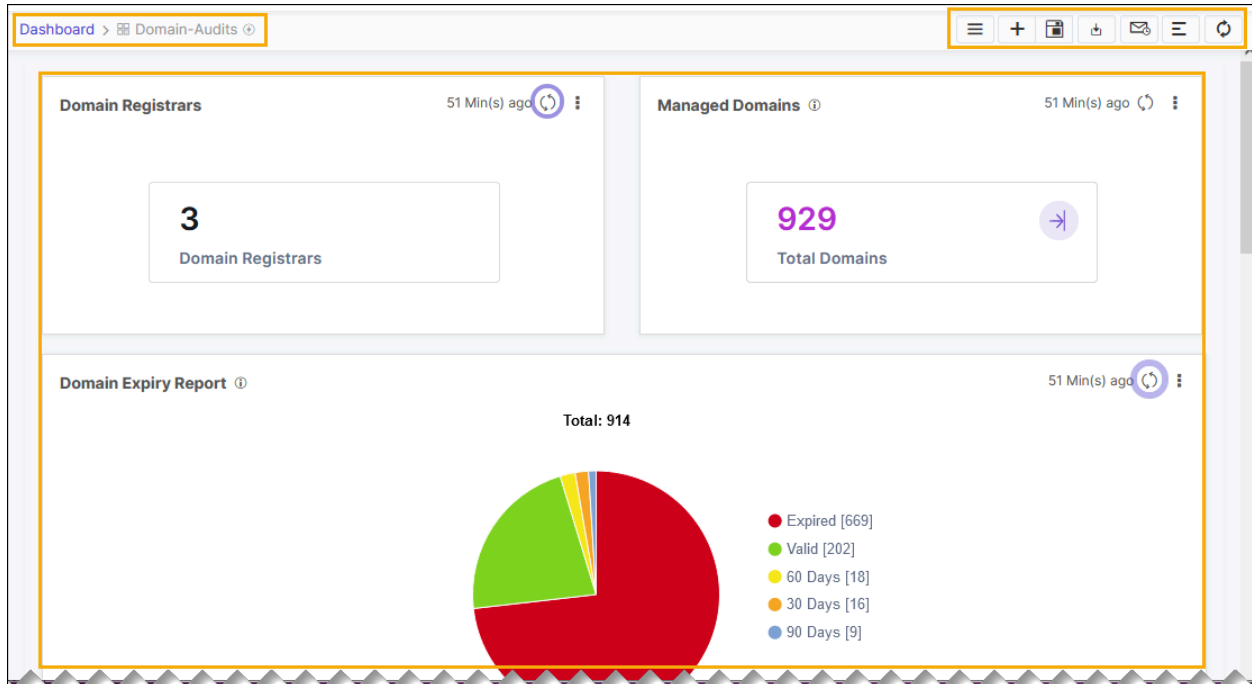 Dashboard > Domain-Audits
Domain Registrars
51 Min(s) ago
3
Domain Registrars
Managed Domains
51 Min(s) ago
929
Total Domains
Domain Expiry Report
51 Min(s) ago
Total: 914
Expired [669]
Valid [202]
60 Days [18]
30 Days [16]
90 Days [9]